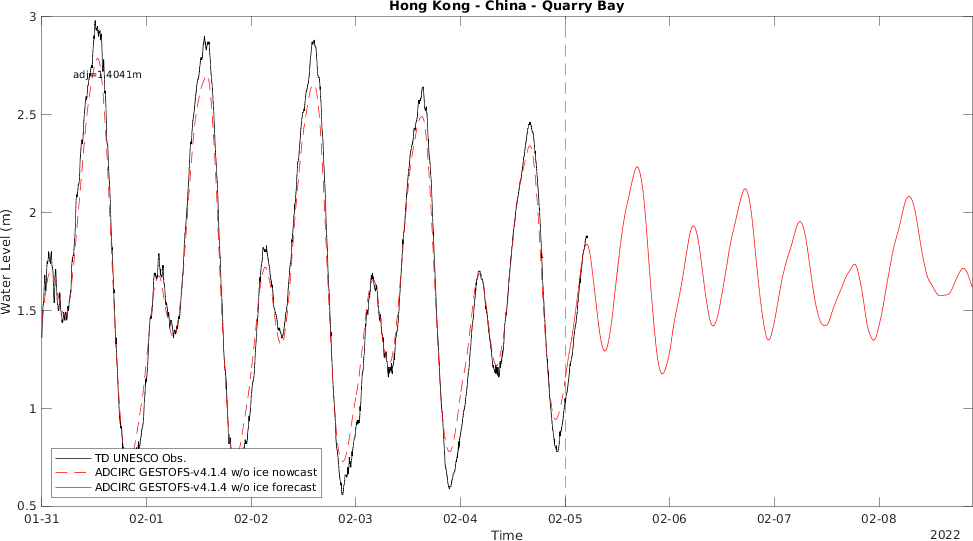 Hong Kong - China - Quarry Bay
3
2.5
2
1.5
1
0.5
Water Level (m)
adj=1.4041m
TD UNESCO Obs.
ADCIRC GESTOFS-v4.1.4 w/o ice nowcast
ADCIRC GESTOFS-v4.1.4 w/o ice forecast
01-31 02-01 02-02 02-03 02-04 02-05 02-06 02-07 02-08
Time
2022